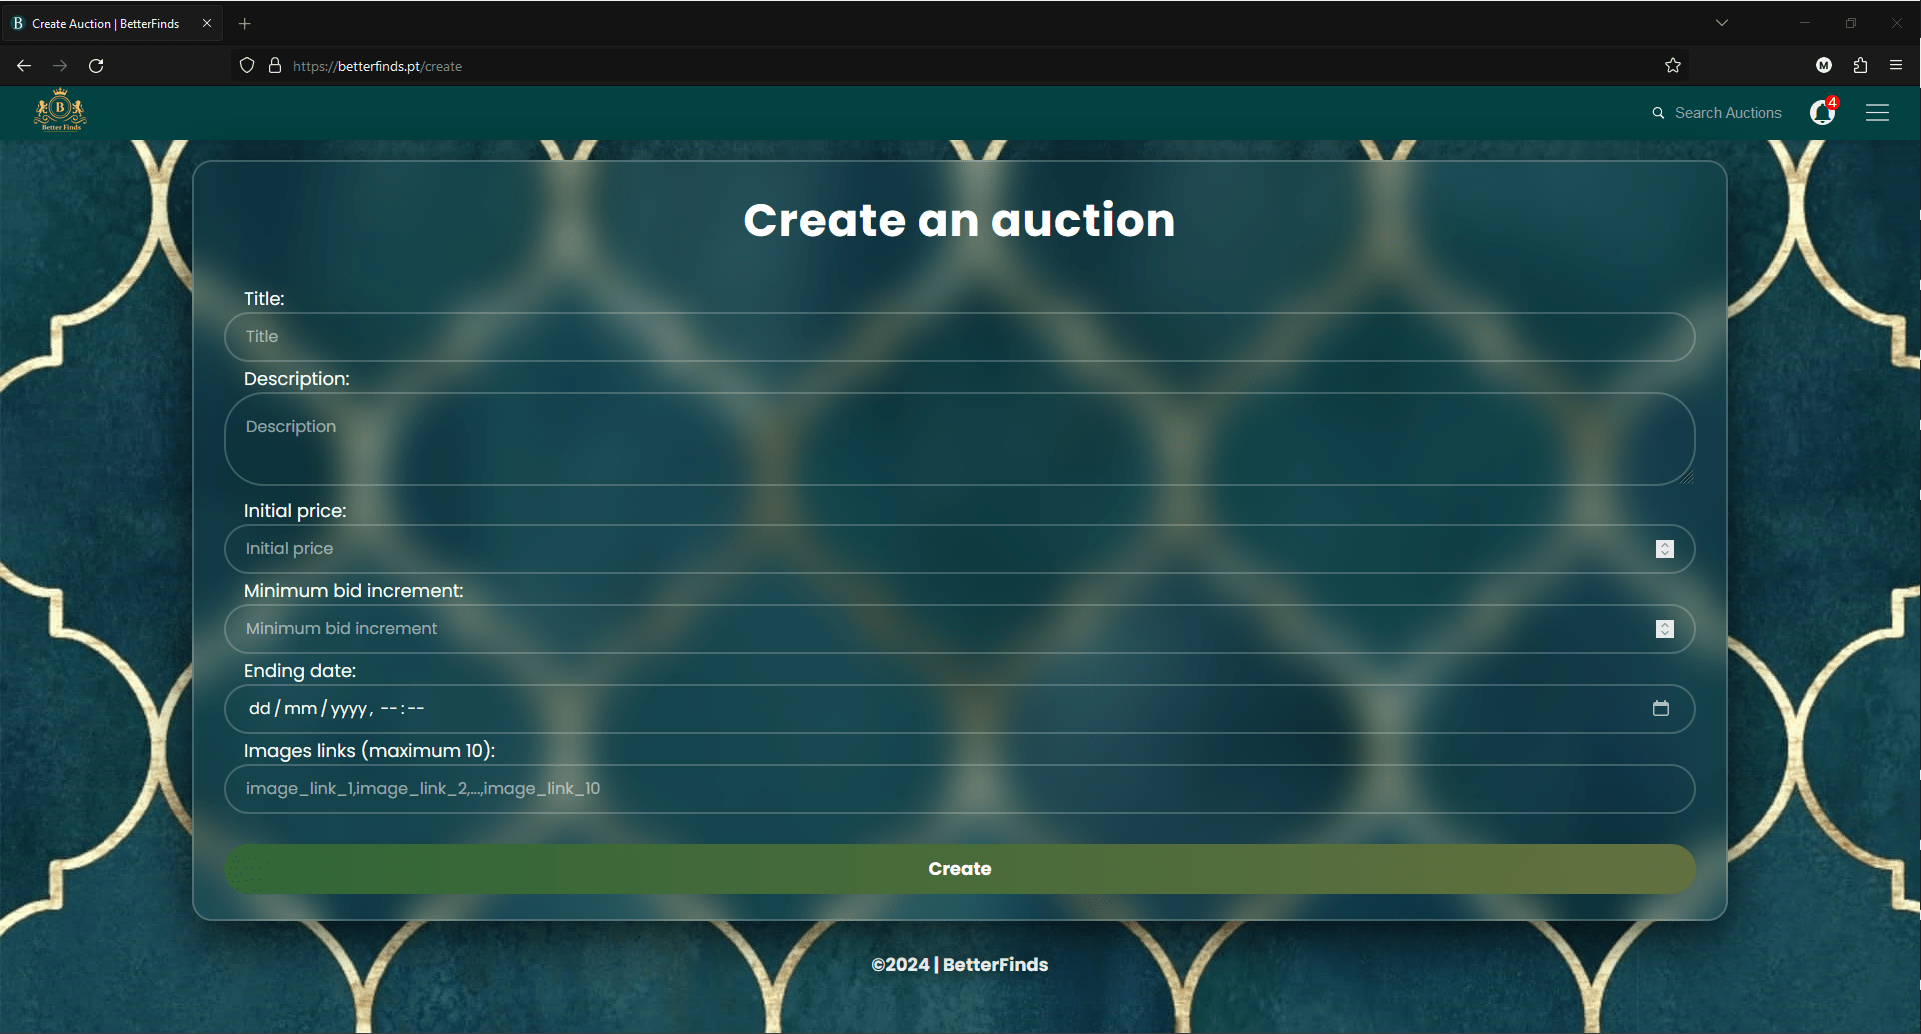 B Create Auction | BetterFinds
https://betterfinds.pt/create
M
B
Better Finds
Search Auctions
4
Create an auction
Title:
Title
Description:
Description
Initial price:
Initial price
Minimum bid increment:
Minimum bid increment
Ending date:
dd/mm/yyyy, --:--
Images links (maximum 10):
image_link_1,image_link_2,...,image_link_10
Create
©2024 | BetterFinds